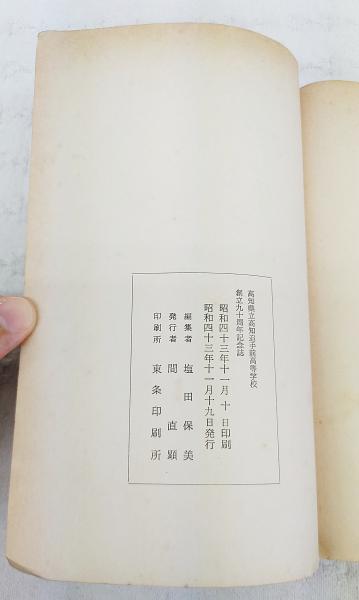 高知県立高知追手前高等学校
創立九十周年記念誌
昭和四十三年十一月十日印刷
昭和四十三年十一月十九日発行
編集者 塩田保美
発行者 間直顕
印刷所 東条印刷所